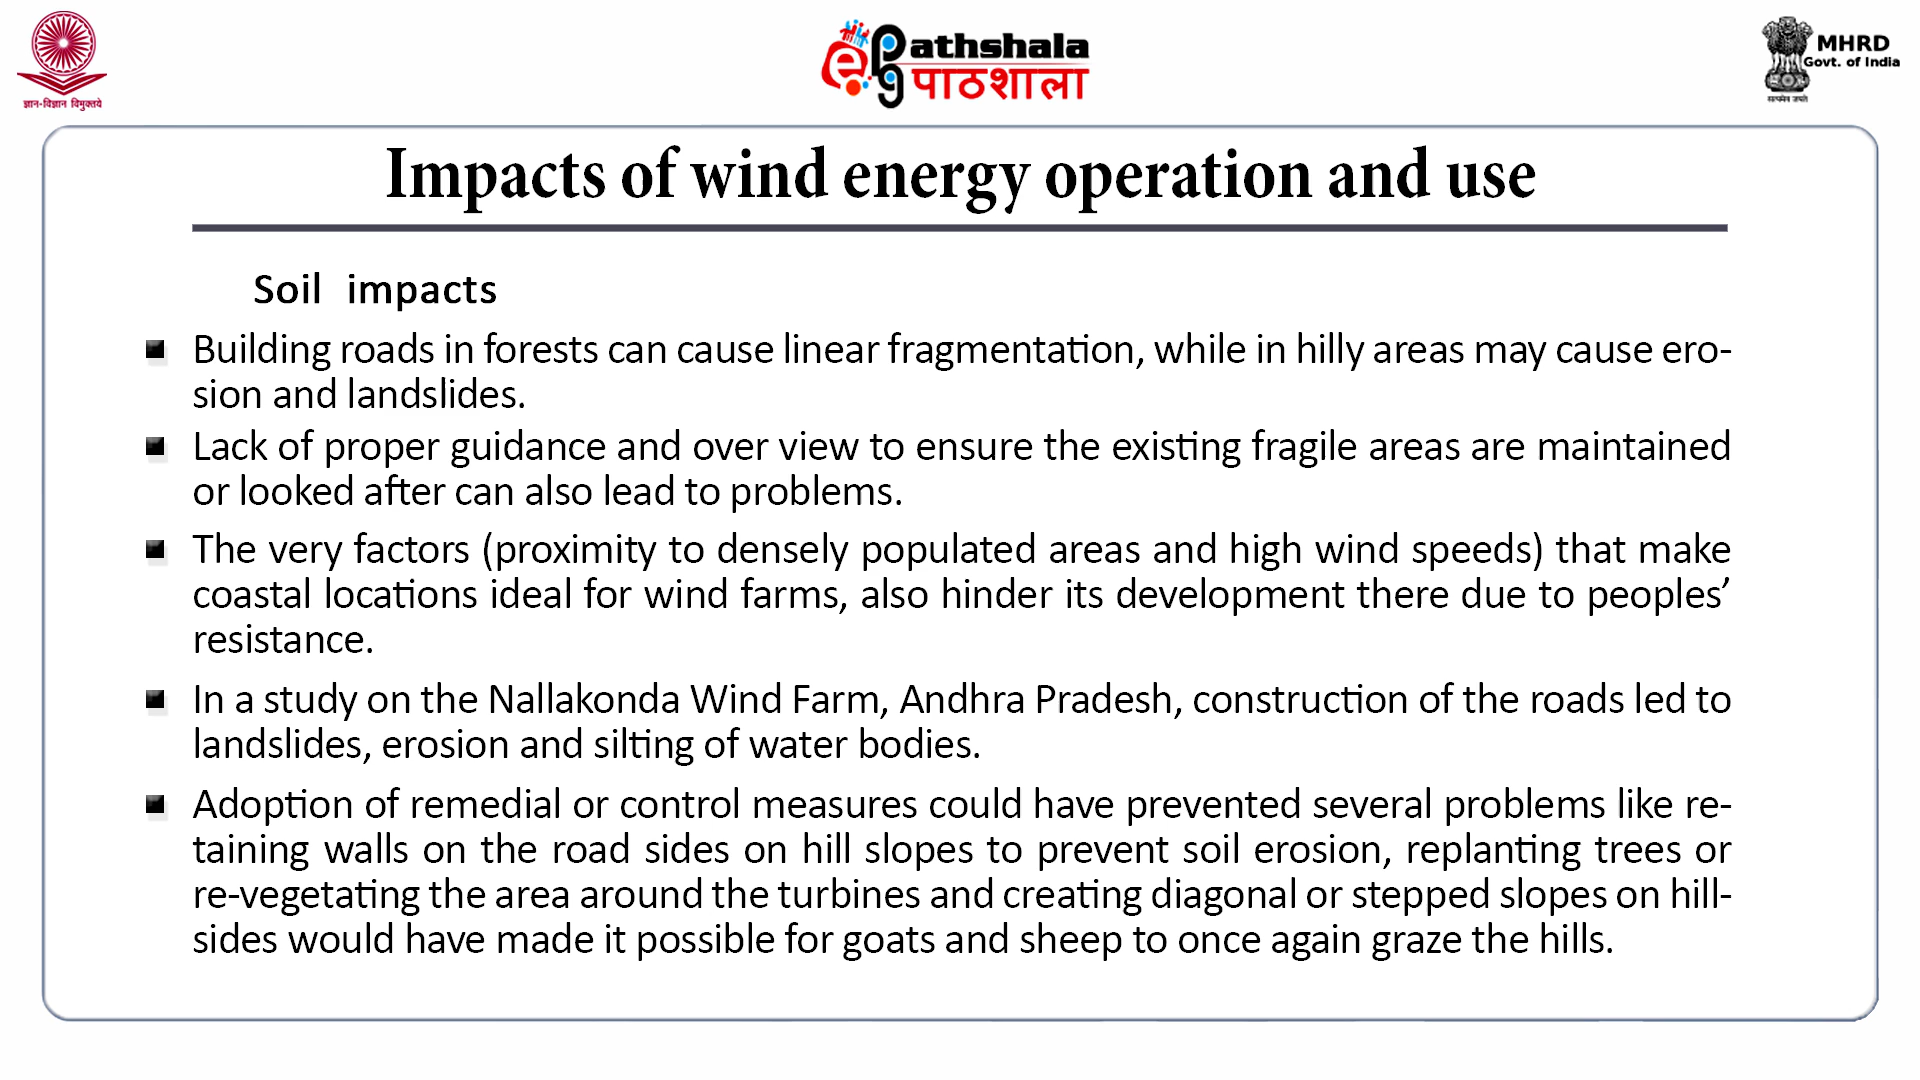 ज्ञान-विज्ञान विमुक्तये
e PG Pathshala
पाठशाला
MHRD
Govt. of India
सत्यमेव जयते
Impacts of wind energy operation and use
Soil impacts
Building roads in forests can cause linear fragmentation, while in hilly areas may cause ero-
sion and landslides.
Lack of proper guidance and over view to ensure the existing fragile areas are maintained
or looked after can also lead to problems.
The very factors (proximity to densely populated areas and high wind speeds) that make
coastal locations ideal for wind farms, also hinder its development there due to peoples’
resistance.
In a study on the Nallakonda Wind Farm, Andhra Pradesh, construction of the roads led to
landslides, erosion and silting of water bodies.
Adoption of remedial or control measures could have prevented several problems like re-
taining walls on the road sides on hill slopes to prevent soil erosion, replanting trees or
re-vegetating the area around the turbines and creating diagonal or stepped slopes on hill-
sides would have made it possible for goats and sheep to once again graze the hills.